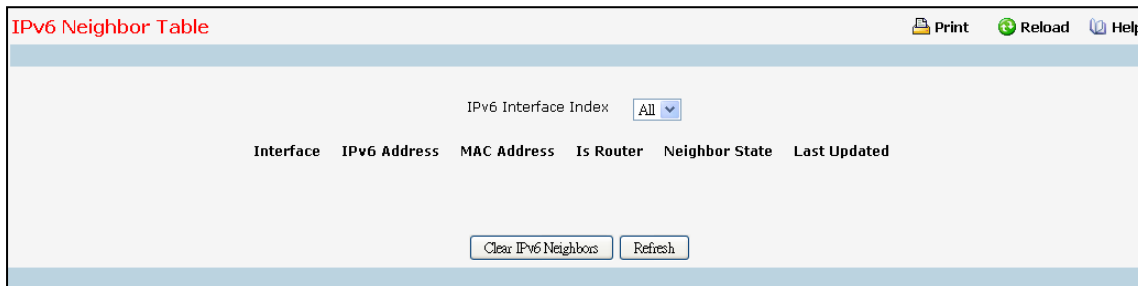 IPv6 Neighbor Table Print Reload Help
IPv6 Interface Index All
Interface IPv6 Address MAC Address Is Router Neighbor State Last Updated
Clear IPv6 Neighbors Refresh